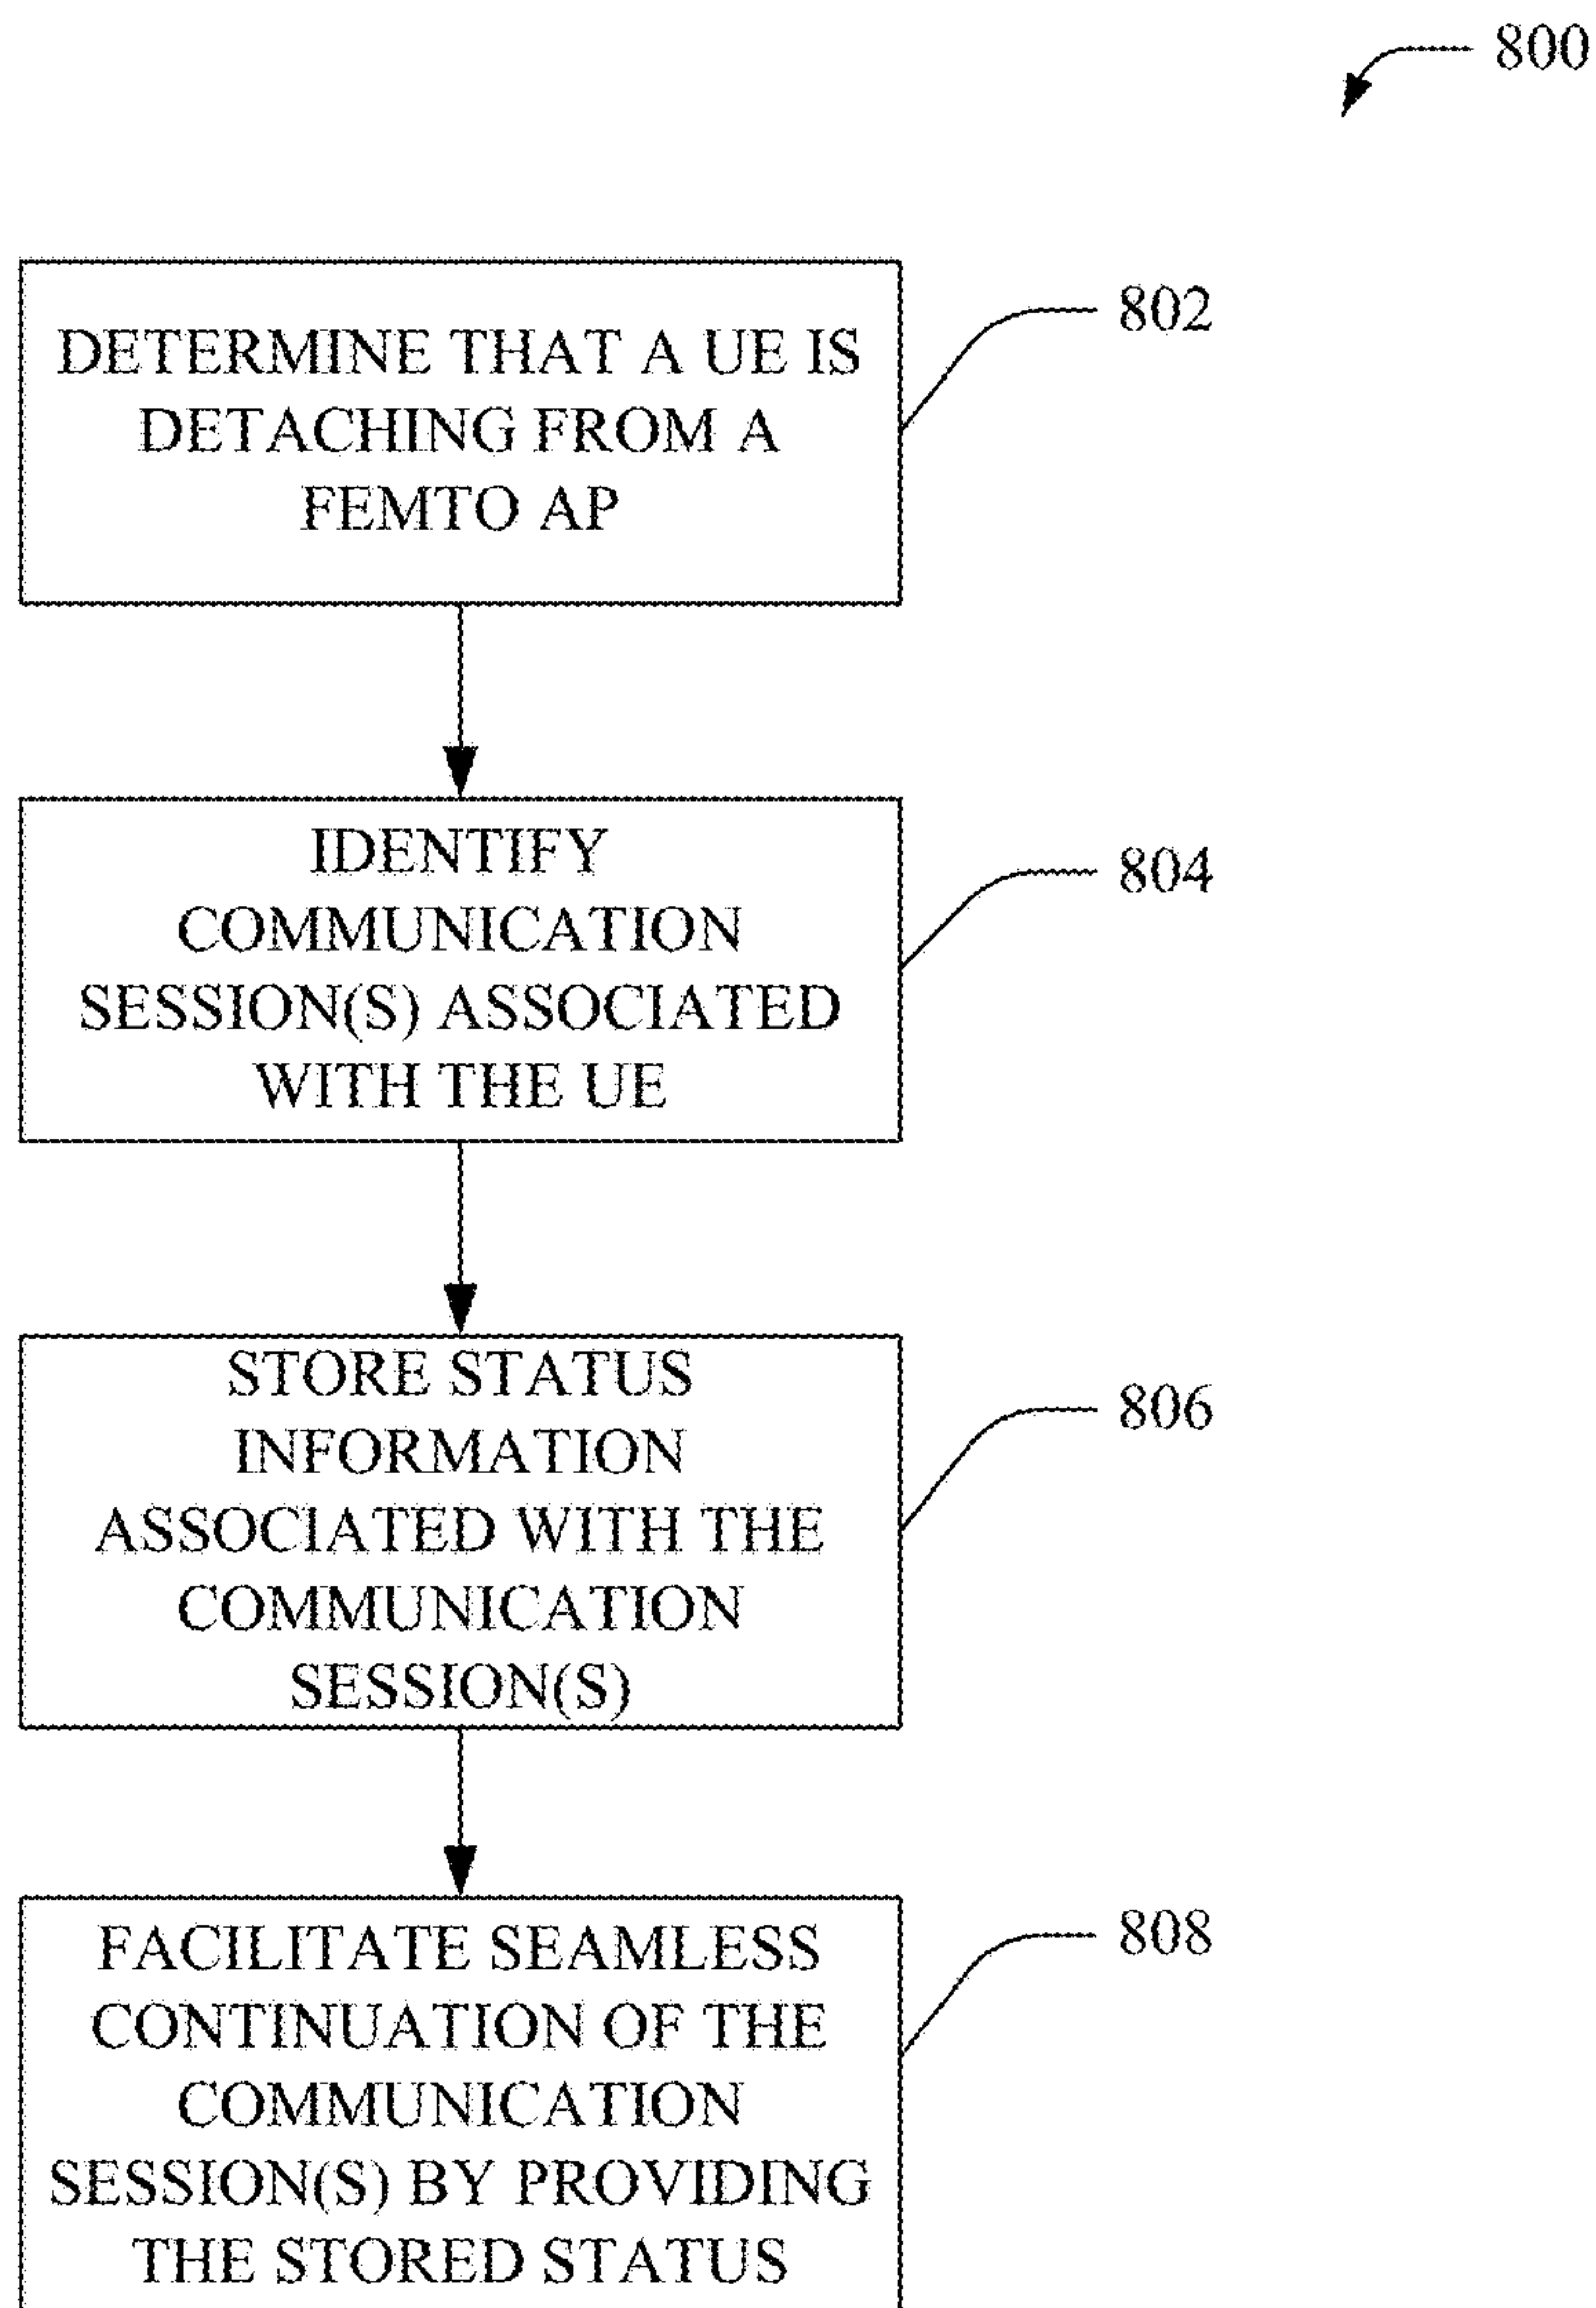 800
DETERMINE THAT A UE IS
DETACHING FROM A
FEMTO AP
802
IDENTIFY
COMMUNICATION
SESSION(S) ASSOCIATED
WITH THE UE
804
STORE STATUS
INFORMATION
ASSOCIATED WITH THE
COMMUNICATION
SESSION(S)
806
FACILITATE SEAMLESS
CONTINUATION OF THE
COMMUNICATION
SESSION(S) BY PROVIDING
THE STORED STATUS
808